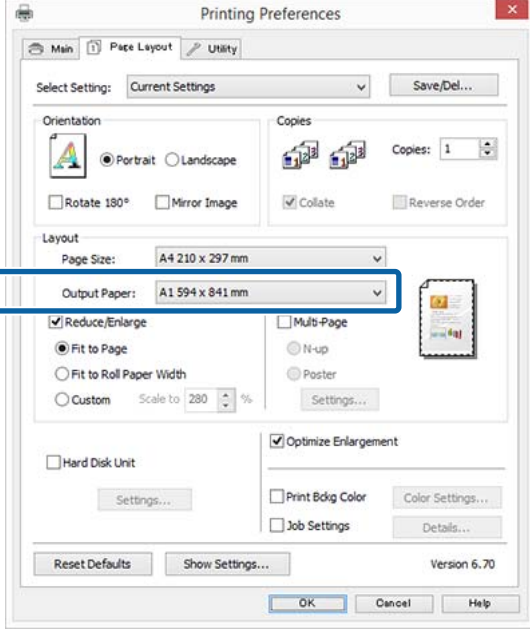 Printing Preferences
Main Page Layout Utility
Select Setting: Current Settings Save/Del...
Orientation Copies
Portrait Landscape Copies: 1
Rotate 180° Mirror Image Collate Reverse Order
Layout
Page Size: A4 210 x 297 mm
Output Paper: A1 594 x 841 mm
Reduce/Enlarge Multi-Page
Fit to Page N-up
Fit to Roll Paper Width Poster
Custom Scale to 280 % Settings...
Optimize Enlargement
Hard Disk Unit
Settings... Print Bckg Color Color Settings...
Job Settings Details...
Reset Defaults Show Settings... Version 6.70
OK Cancel Help